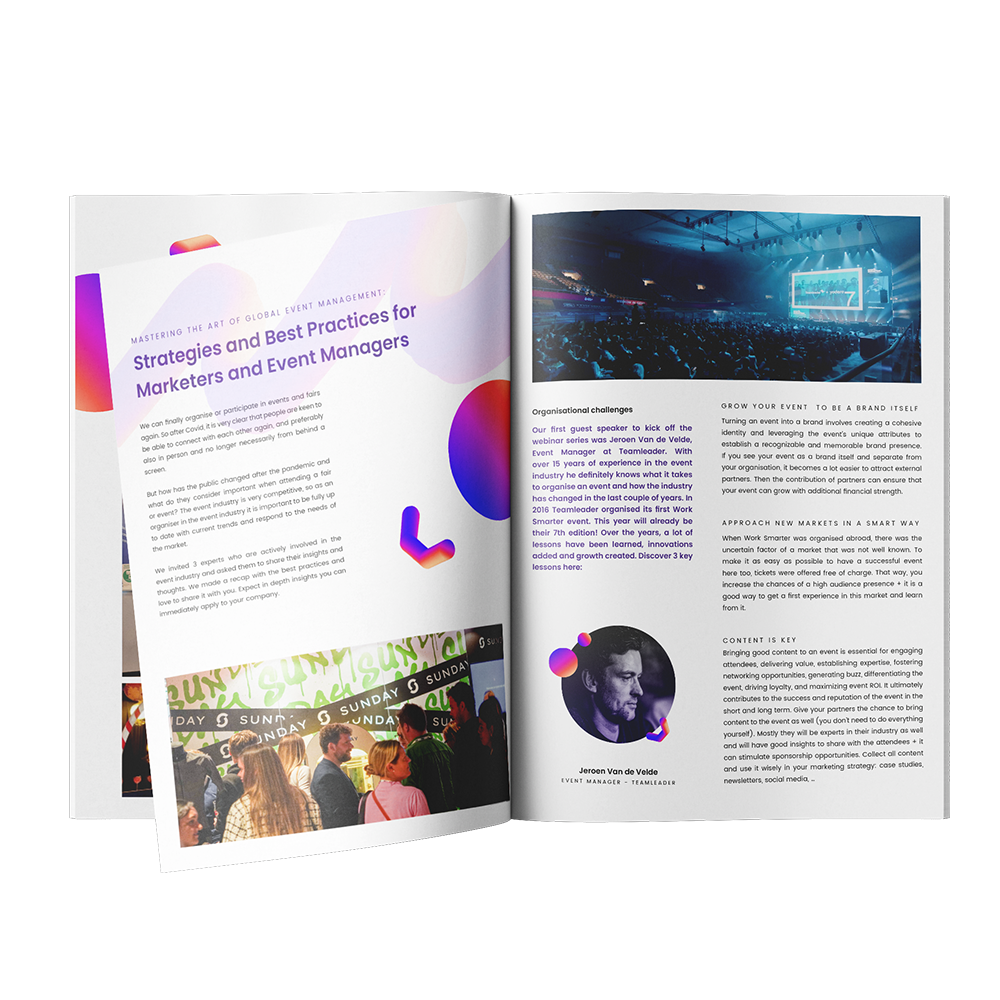 MASTERING THE ART OF GLOBAL EVENT MANAGEMENT:
Strategies and Best Practices for
Marketers and Event Managers
We can finally organise or participate in events and fairs
again. So after Covid, it is very clear that people are keen to
be able to connect with each other again, and preferably
also in person and no longer necessarily from behind a
screen.
But how has the public changed after the pandemic and
what do they consider important when attending a fair
or event? The event industry is very competitive, so as an
organiser in the event industry it is important to be fully up
to date with current trends and respond to the needs of
the market.
We invited 3 experts who are actively involved in the
event industry and asked them to share their insights and
thoughts. We made a recap with the best practices and
love to share it with you. Expect in depth insights you can
immediately apply to your company.
SUNDAY
SUNDAY
7
Organisational challenges
Our first guest speaker to kick off the
webinar series was Jeroen Van de Velde,
Event Manager at Teamleader. With
over 15 years of experience in the event
industry he definitely knows what it takes
to organise an event and how the industry
has changed in the last couple of years. In
2016 Teamleader organised its first Work
Smarter event. This year will already be
their 7th edition! Over the years, a lot of
lessons have been learned, innovations
added and growth created. Discover 3 key
lessons here:
Jeroen Van de Velde
EVENT MANAGER - TEAMLEADER
GROW YOUR EVENT TO BE A BRAND ITSELF
Turning an event into a brand involves creating a cohesive
identity and leveraging the event's unique attributes to
establish a recognizable and memorable brand presence.
If you see your event as a brand itself and separate from
your organisation, it becomes a lot easier to attract external
partners. Then the contribution of partners can ensure that
your event can grow with additional financial strength.
APPROACH NEW MARKETS IN A SMART WAY
When Work Smarter was organised abroad, there was the
uncertain factor of a market that was not well known. To
make it as easy as possible to have a successful event
here too, tickets were offered free of charge. That way, you
increase the chances of a high audience presence + it is a
good way to get a first experience in this market and learn
from it.
CONTENT IS KEY
Bringing good content to an event is essential for engaging
attendees, delivering value, establishing expertise, fostering
networking opportunities, generating buzz, differentiating the
event, driving loyalty, and maximizing event ROI. It ultimately
contributes to the success and reputation of the event in the
short and long term. Give your partners the chance to bring
content to the event as well (you don't need to do everything
yourself). Mostly they will be experts in their industry as well
and will have good insights to share with the attendees + it
can stimulate sponsorship opportunities. Collect all content
and use it wisely in your marketing strategy: case studies,
newsletters, social media, ...